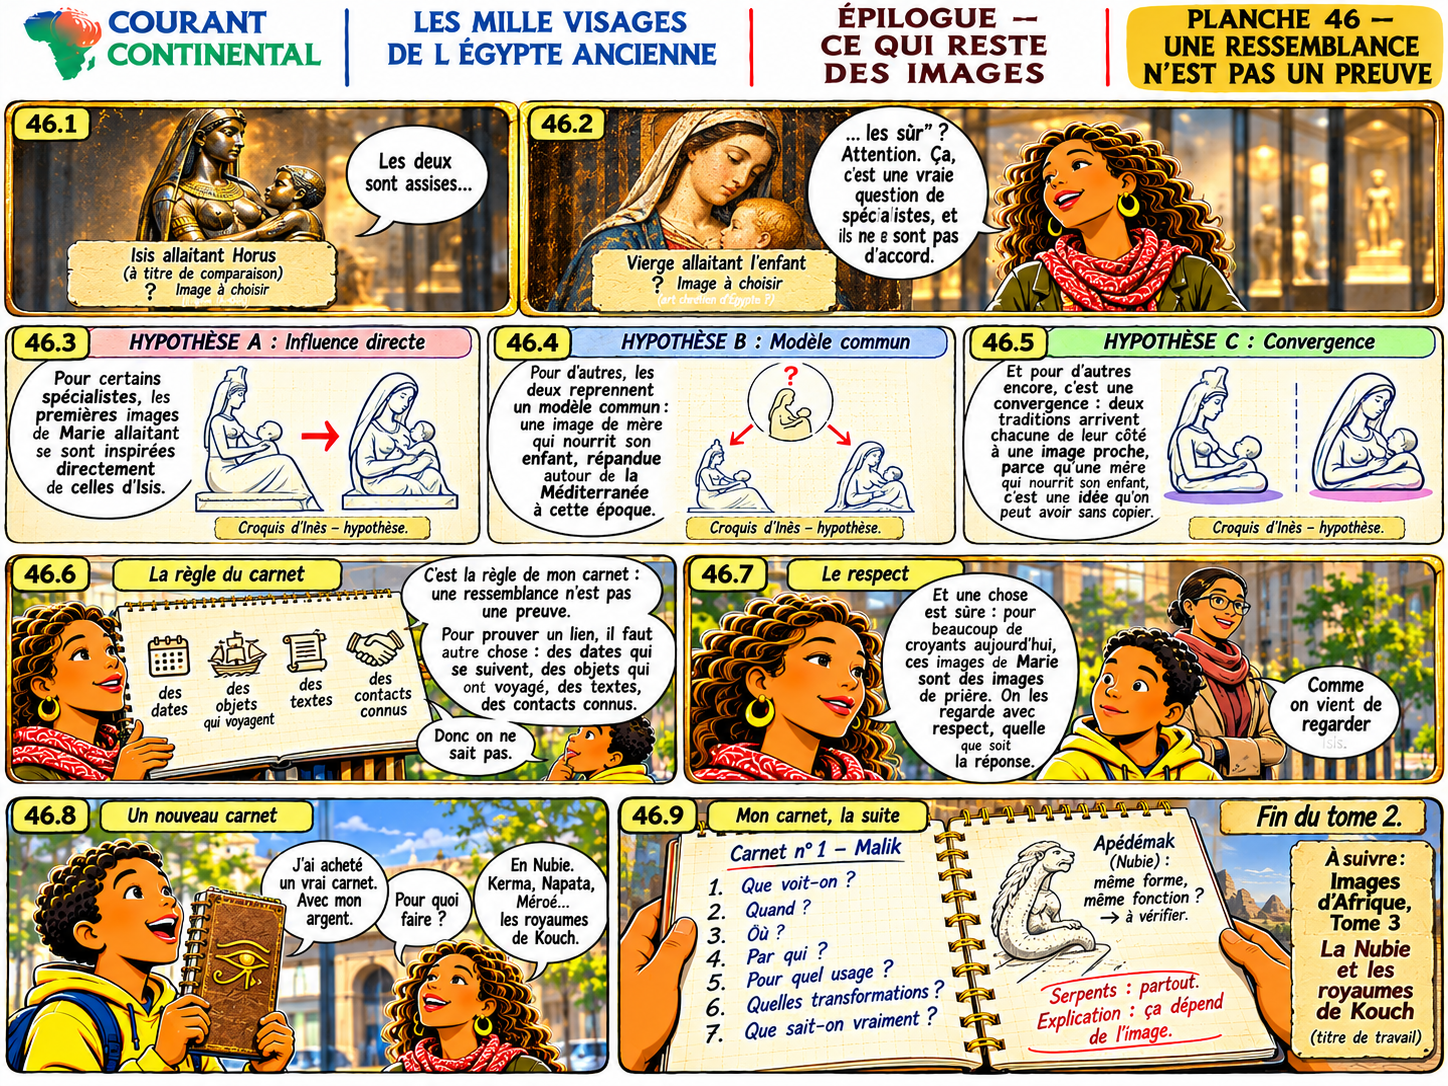 COURANT
CONTINENTAL
LES MILLE VISAGES
DE L ÉGYPTE ANCIENNE
ÉPILOGUE —
CE QUI RESTE
DES IMAGES
PLANCHE 46 —
UNE RESSEMBLANCE
N'EST PAS UN PREUVE
46.1
Les deux
sont assises...
Isis allaitant Horus
(à titre de comparaison)
? Image à choisir
46.2
Vierge allaitant l'enfant
? Image à choisir
(art chrétien d'Égypte ?)
... les sûr" ?
Attention. Ça,
c'est une vraie
question de
spécialistes, et
ils ne e sont pas
d'accord.
46.3
HYPOTHÈSE A : Influence directe
Pour certains
spécialistes, les
premières images
de Marie allaitant
se sont inspirées
directement
de celles d'Isis.
Croquis d'Inès – hypothèse.
46.4
HYPOTHÈSE B : Modèle commun
Pour d'autres, les
deux reprennent
un modèle commun :
une image de mère
qui nourrit son
enfant, répandue
autour de la
Méditerranée
à cette époque.
?
Croquis d'Inès – hypothèse.
46.5
HYPOTHÈSE C : Convergence
Et pour d'autres
encore, c'est une
convergence : deux
traditions arrivent
chacune de leur côté
à une image proche,
parce qu'une mère
qui nourrit son enfant,
c'est une idée qu'on
peut avoir sans copier.
Croquis d'Inès – hypothèse.
46.6
La règle du carnet
des
dates
des
objets
qui voyagent
des
textes
des
contacts
connus
C'est la règle de mon carnet :
une ressemblance n'est pas
une preuve.
Pour prouver un lien, il faut
autre chose : des dates qui
se suivent, des objets qui
ont voyagé, des textes,
des contacts connus.
Donc on ne
sait pas.
46.7
Le respect
Et une chose
est sûre : pour
beaucoup de
croyants aujourd'hui,
ces images de Marie
sont des images
de prière. On les
regarde avec
respect, quelle
que soit
la réponse.
Comme
on vient de
regarder
Isis.
46.8
Un nouveau carnet
J'ai acheté
un vrai carnet.
Avec mon
argent.
Pour quoi
faire ?
En Nubie.
Kerma, Napata,
Méroé...
les royaumes
de Kouch.
46.9
Mon carnet, la suite
Carnet n° 1 – Malik
1. Que voit-on ?
2. Quand ?
3. Öù ?
4. Par qui ?
5. Pour quel usage ?
6. Quelles transformations ?
7. Que sait-on vraiment ?
Apédémak
(Nubie) :
même forme,
même fonction ?
→ à vérifier.
Serpents : partout.
Explication : ça dépend
de l'image.
Fin du tome 2.
À suivre :
Images
d'Afrique,
Tome 3
La Nubie
et les
royaumes
de Kouch
(titre de travail)